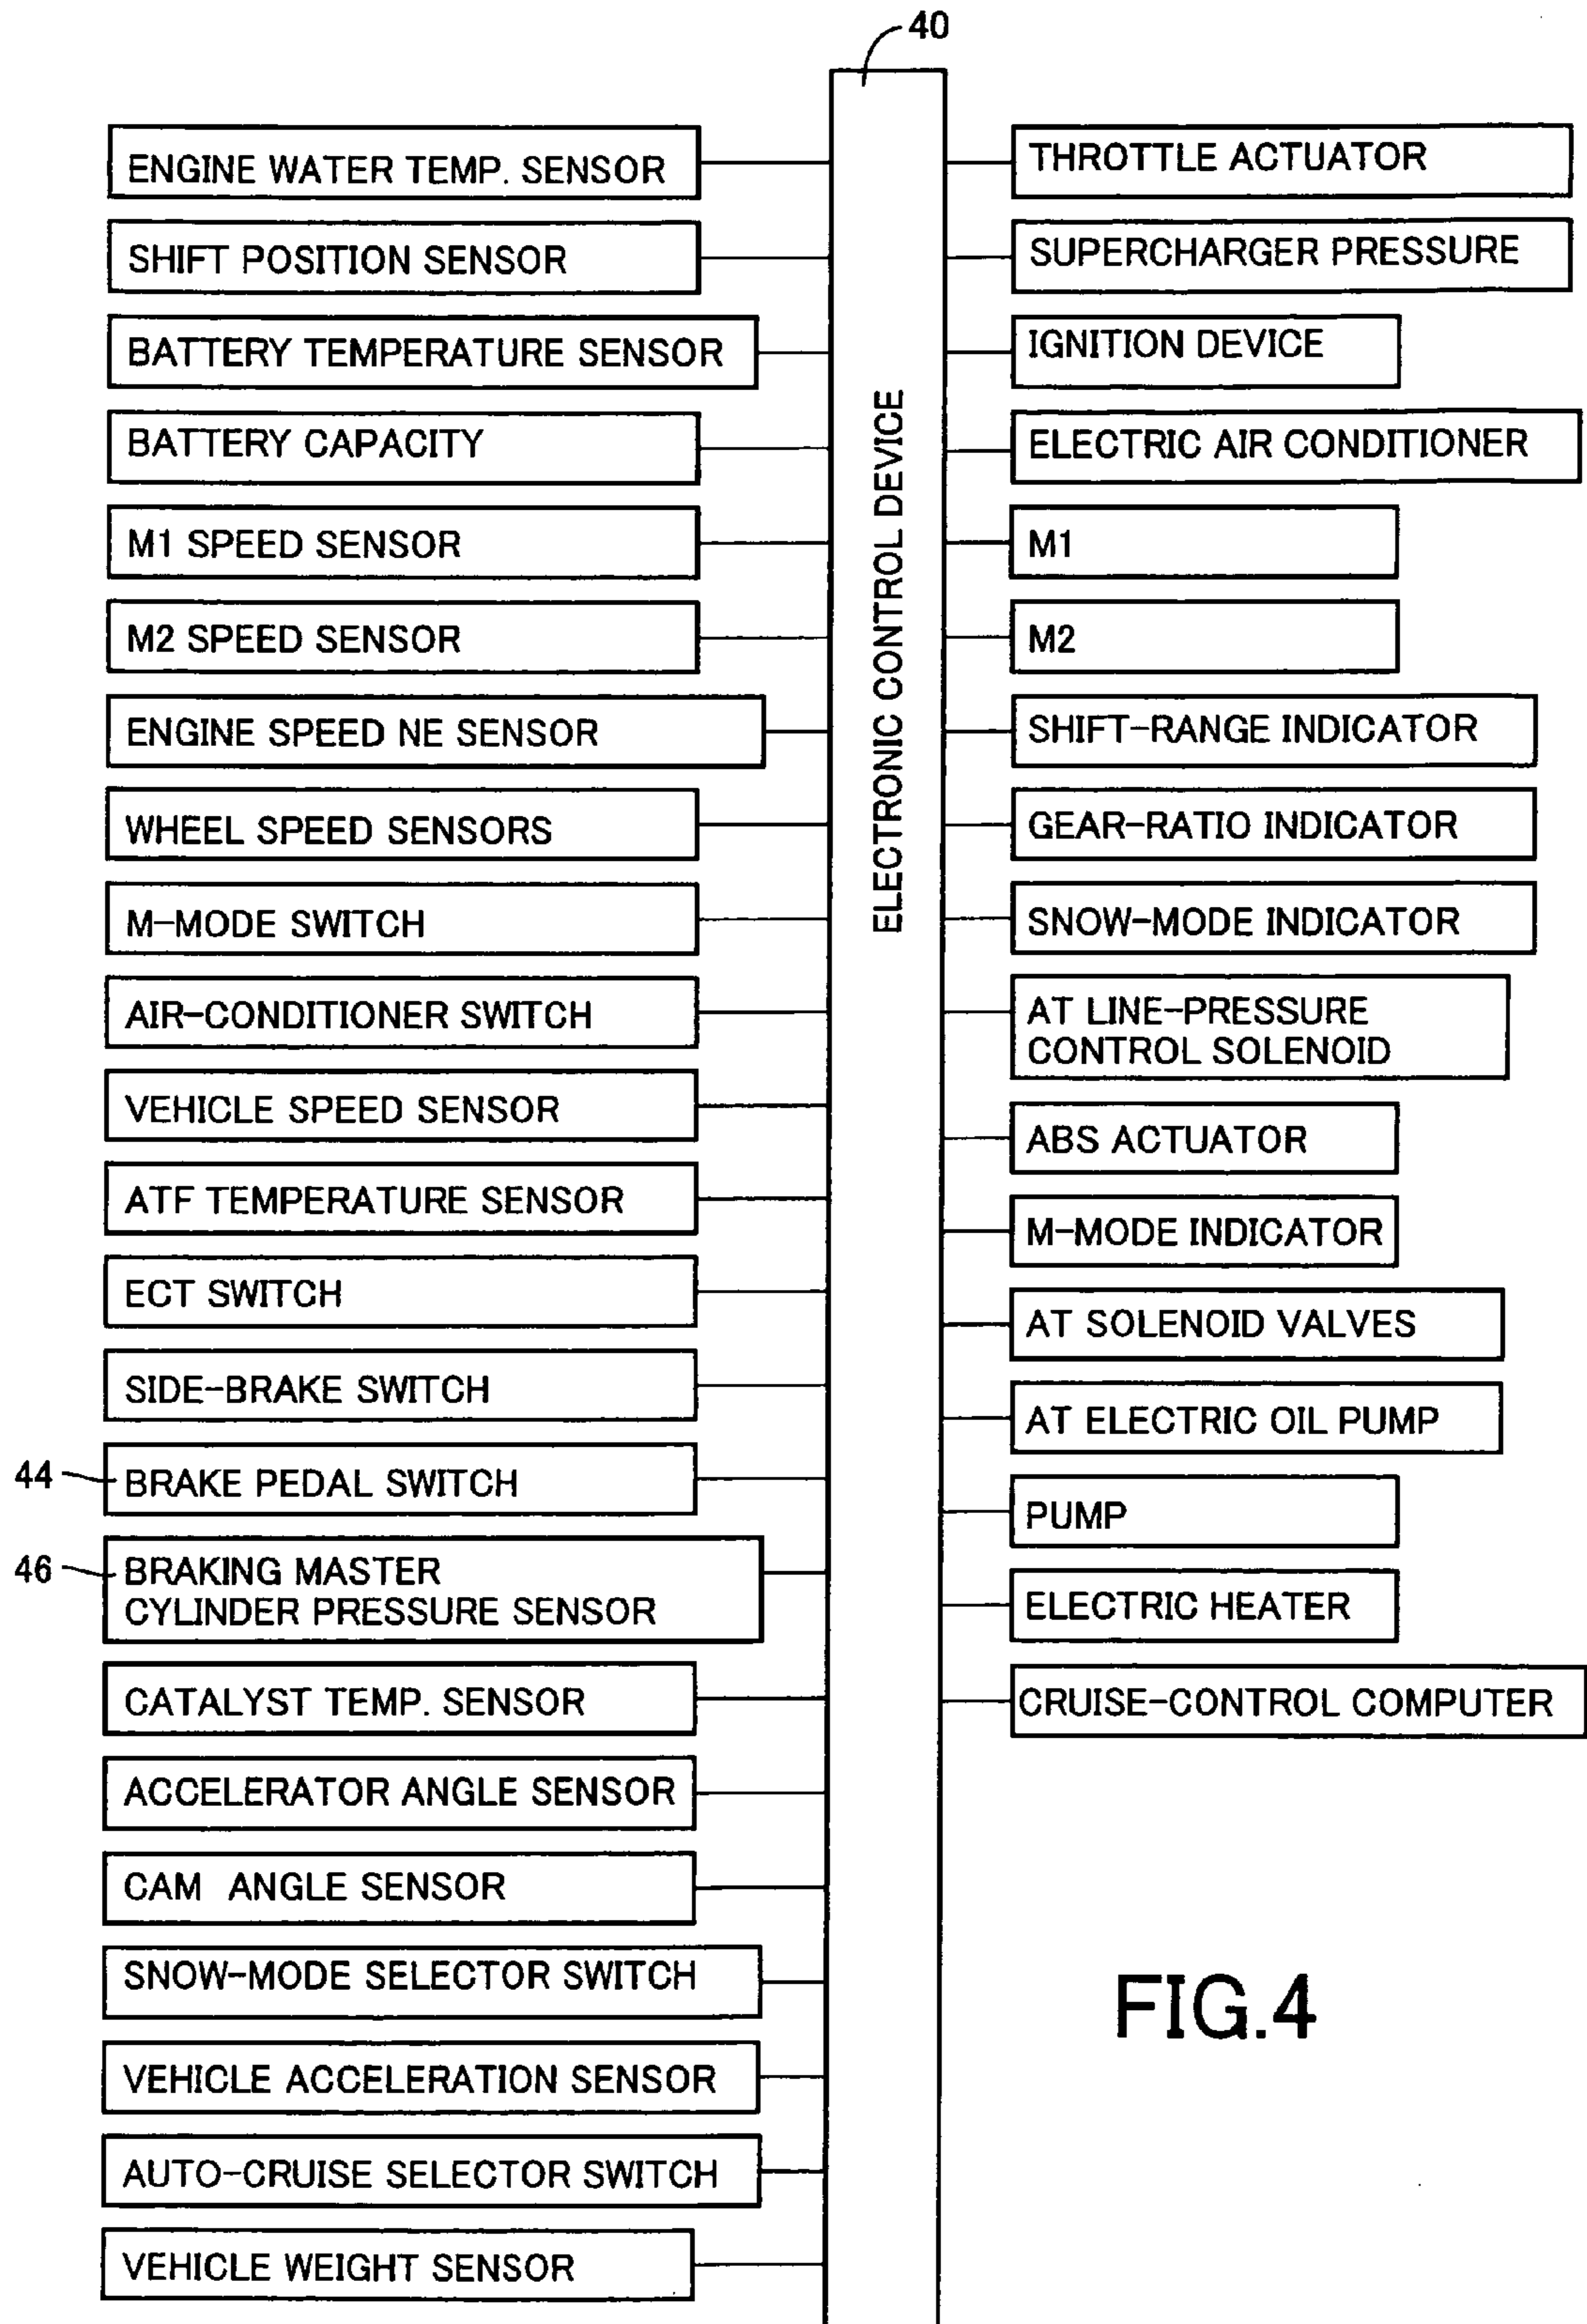 40
ENGINE WATER TEMP. SENSOR
SHIFT POSITION SENSOR
BATTERY TEMPERATURE SENSOR
BATTERY CAPACITY
M1 SPEED SENSOR
M2 SPEED SENSOR
ENGINE SPEED NE SENSOR
WHEEL SPEED SENSORS
M-MODE SWITCH
AIR-CONDITIONER SWITCH
VEHICLE SPEED SENSOR
ATF TEMPERATURE SENSOR
ECT SWITCH
SIDE-BRAKE SWITCH
44
BRAKE PEDAL SWITCH
46
BRAKING MASTER
CYLINDER PRESSURE SENSOR
CATALYST TEMP. SENSOR
ACCELERATOR ANGLE SENSOR
CAM ANGLE SENSOR
SNOW-MODE SELECTOR SWITCH
VEHICLE ACCELERATION SENSOR
AUTO-CRUISE SELECTOR SWITCH
VEHICLE WEIGHT SENSOR
ELECTRONIC CONTROL DEVICE
THROTTLE ACTUATOR
SUPERCHARGER PRESSURE
IGNITION DEVICE
ELECTRIC AIR CONDITIONER
M1
M2
SHIFT-RANGE INDICATOR
GEAR-RATIO INDICATOR
SNOW-MODE INDICATOR
AT LINE-PRESSURE
CONTROL SOLENOID
ABS ACTUATOR
M-MODE INDICATOR
AT SOLENOID VALVES
AT ELECTRIC OIL PUMP
PUMP
ELECTRIC HEATER
CRUISE-CONTROL COMPUTER
FIG.4